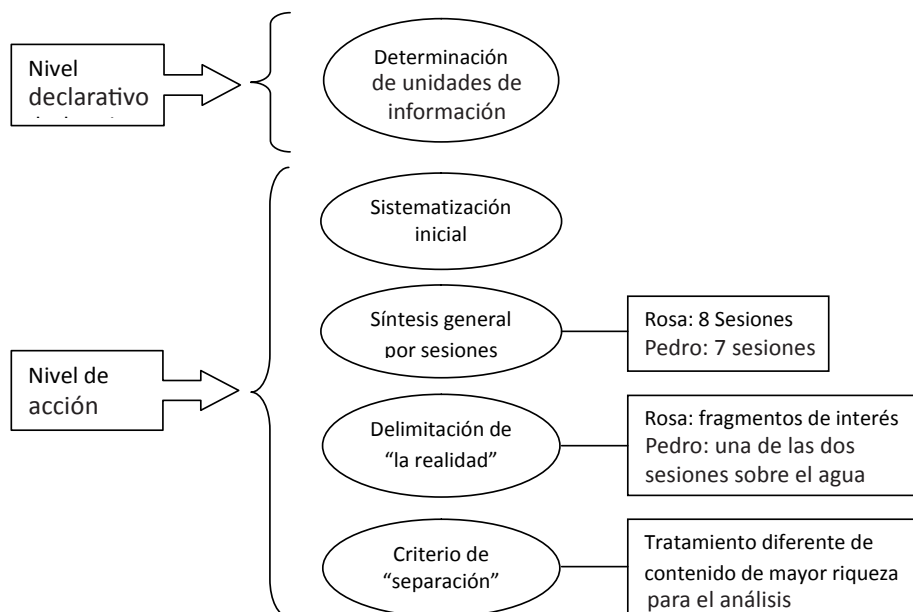 Nivel
declarativo
Determinación
de unidades de
información
Sistematización
inicial
Síntesis general
por sesiones
Rosa: 8 Sesiones
Pedro: 7 sesiones
Nivel de
acción
Delimitación de
“la realidad”
Rosa: fragmentos de interés
Pedro: una de las dos
sesiones sobre el agua
Criterio de
“separación”
Tratamiento diferente de
contenido de mayor riqueza
para el análisis